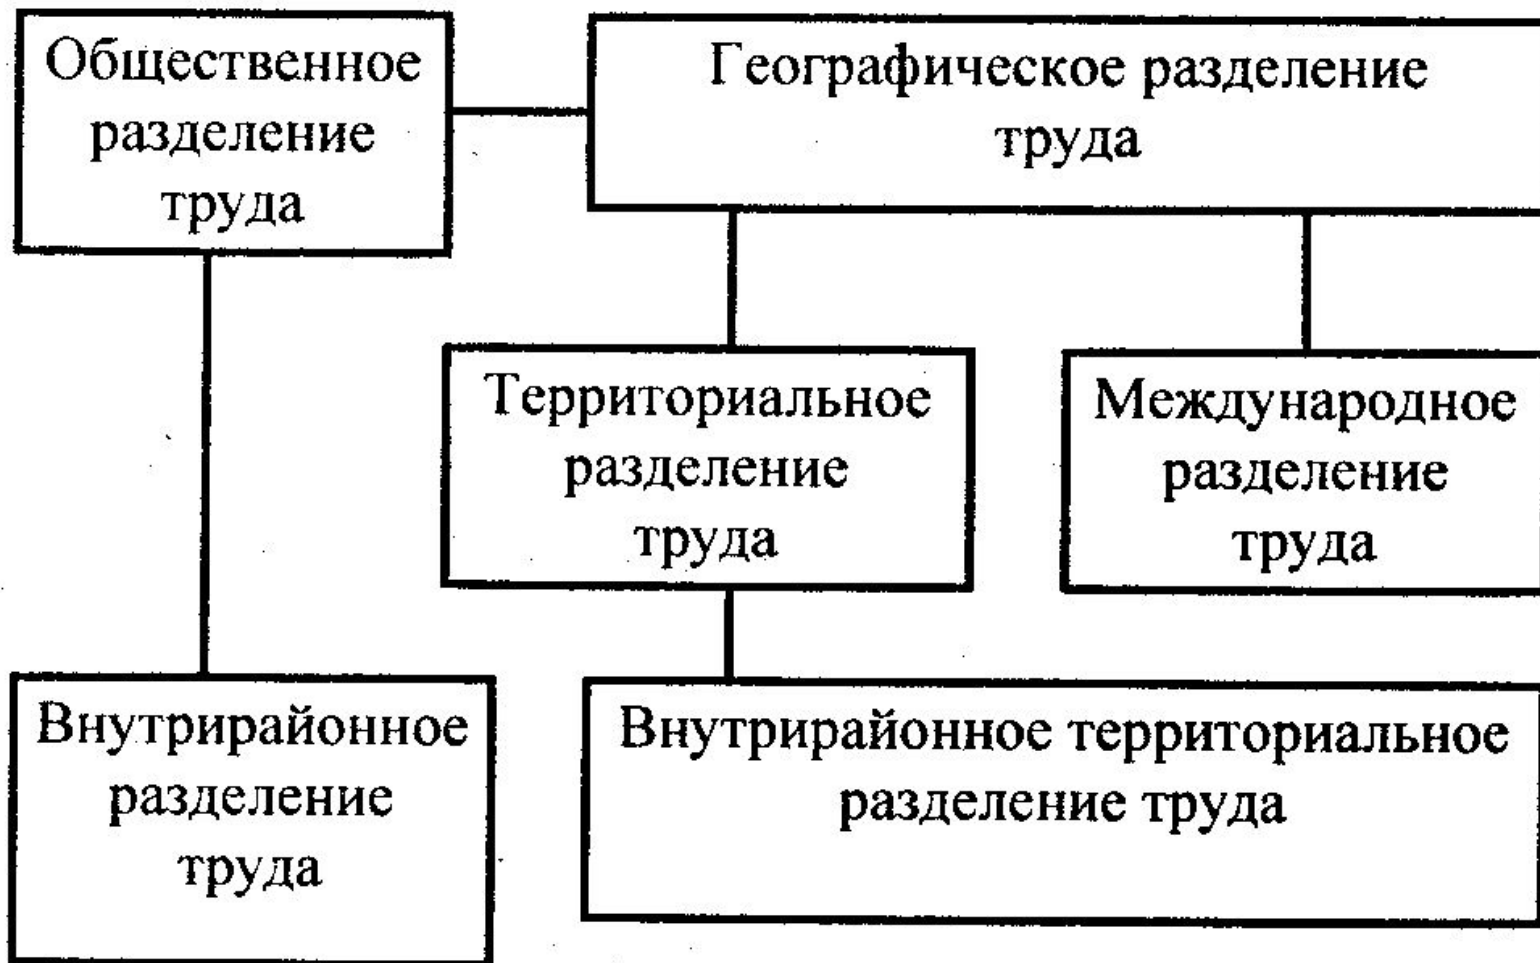 Общественное
разделение
труда
Географическое разделение
труда
Территориальное
разделение
труда
Международное
разделение
труда
Внутрирайонное
разделение
труда
Внутрирайонное территориальное
разделение труда